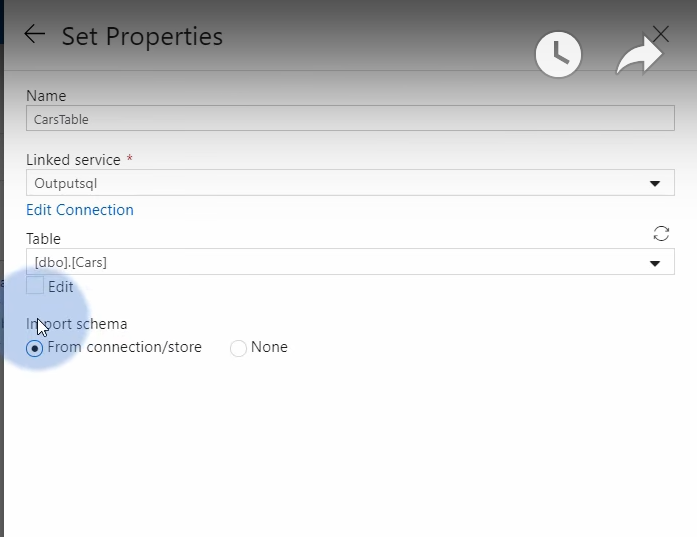 Set Properties
Name
CarsTable
Linked service *
Outputsql
Edit Connection
Table
[dbo].[Cars]
Edit
Import schema
From connection/store None